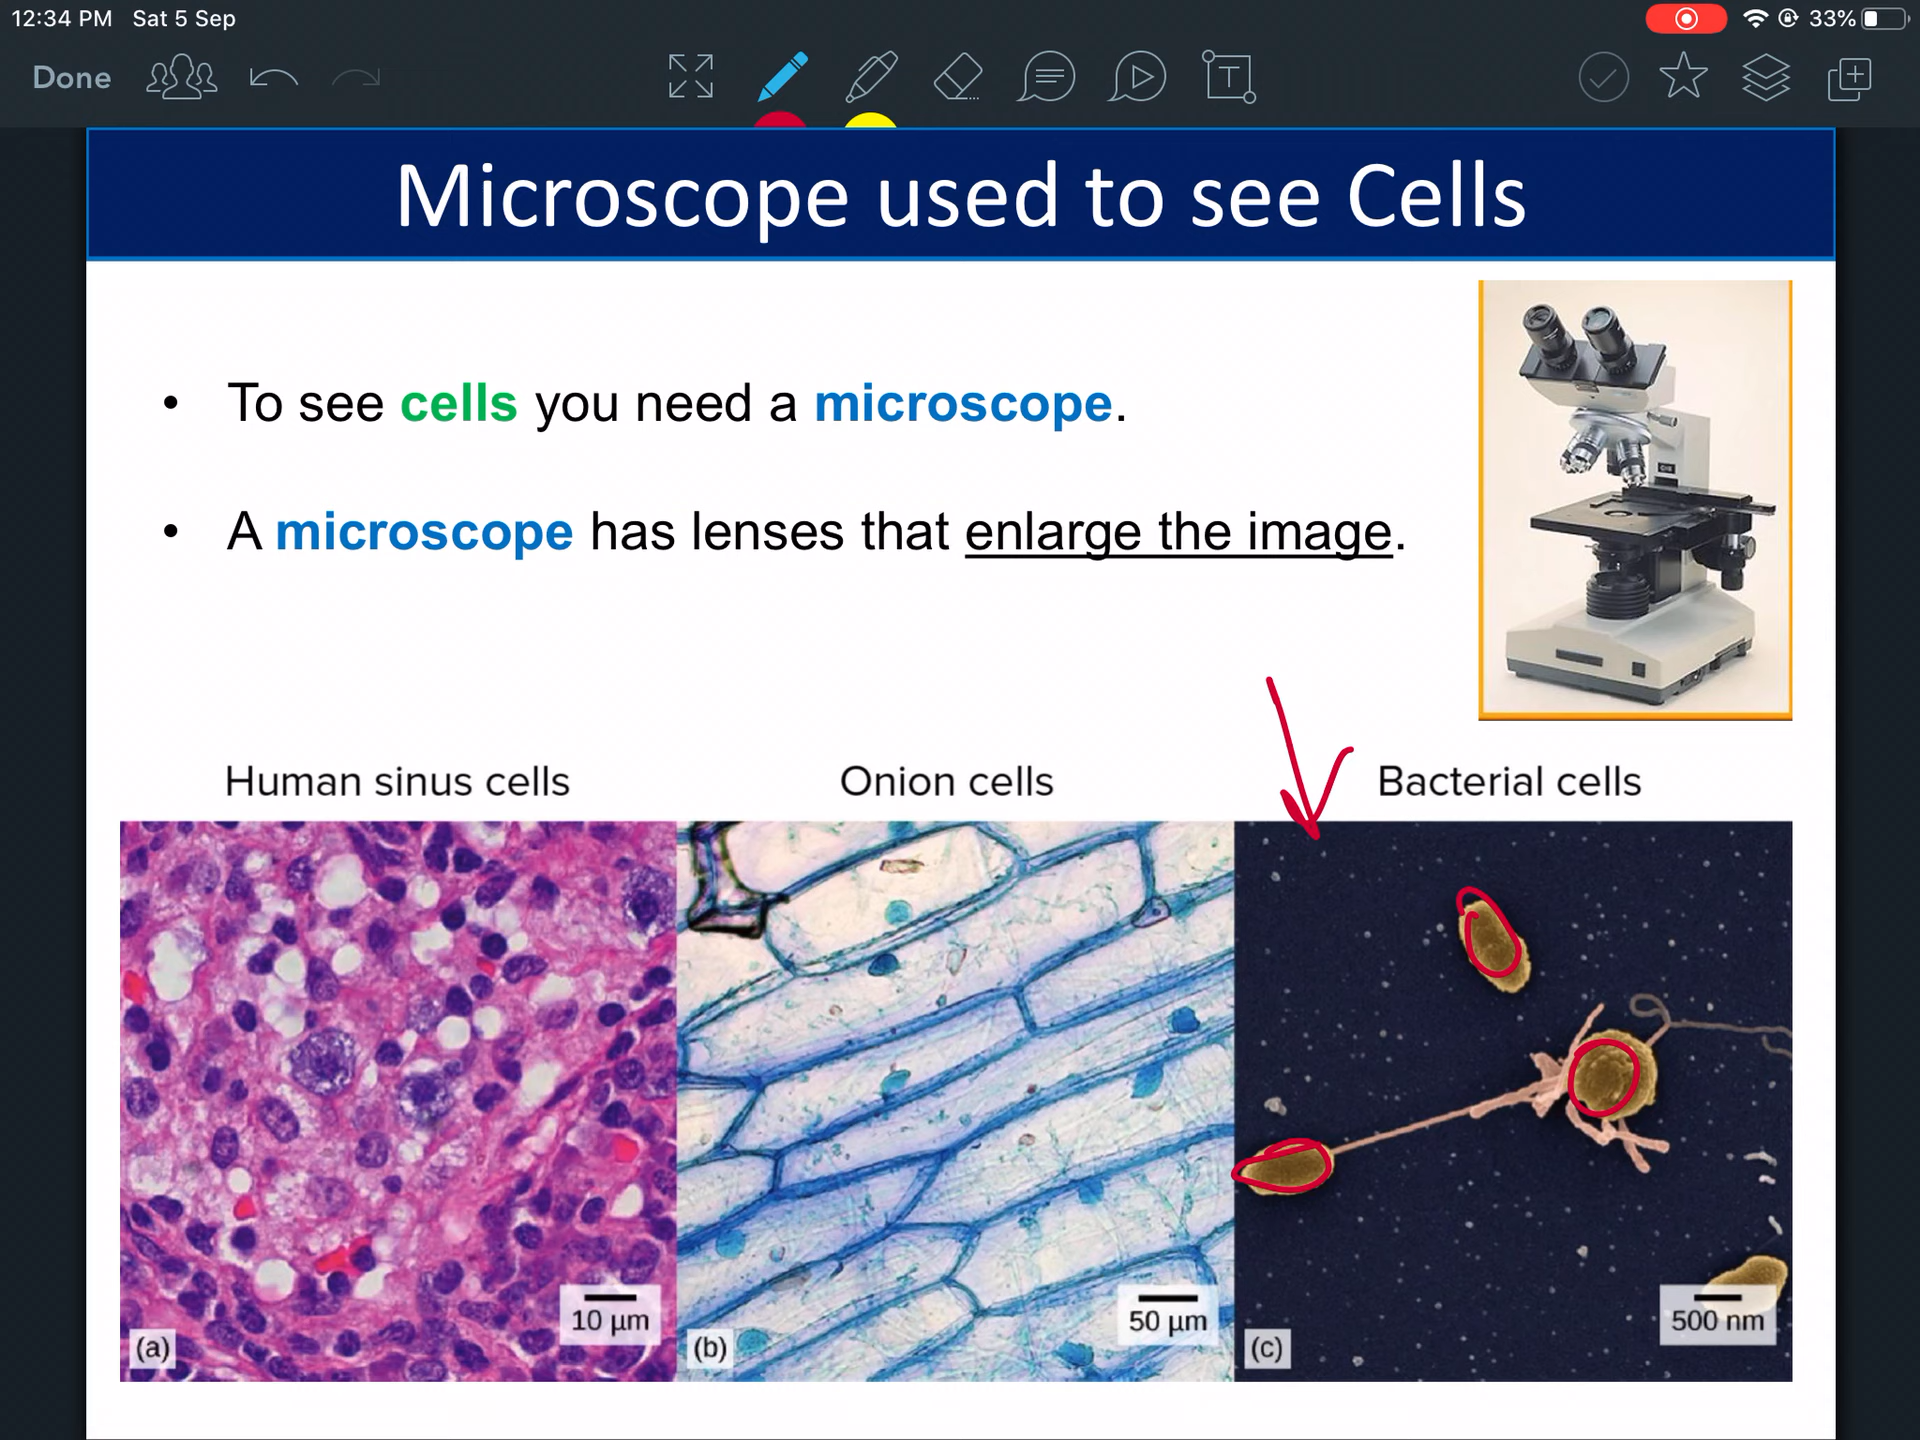 12:34 PM Sat 5 Sep
33%
Done
T
Microscope used to see Cells
• To see cells you need a microscope.
• A microscope has lenses that enlarge the image.
Human sinus cells
Onion cells
Bacterial cells
10 µm
50 µm
500 nm
(a)
(b)
(c)